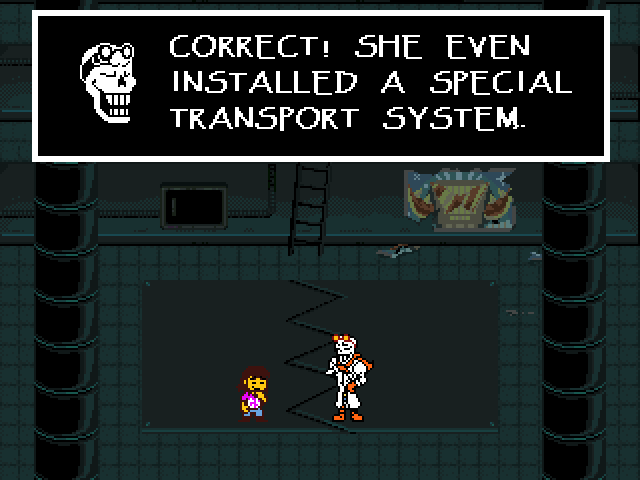 CORRECT! SHE EVEN
INSTALLED A SPECIAL
TRANSPORT SYSTEM.